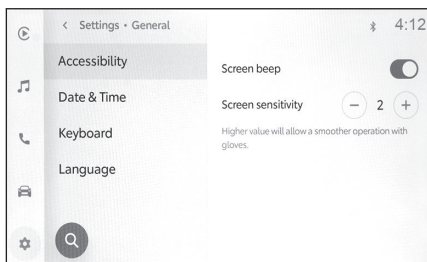 Settings • General
4:12
Accessibility
Date & Time
Keyboard
Language
Screen beep
Screen sensitivity
2
Higher value will allow a smoother operation with
gloves.